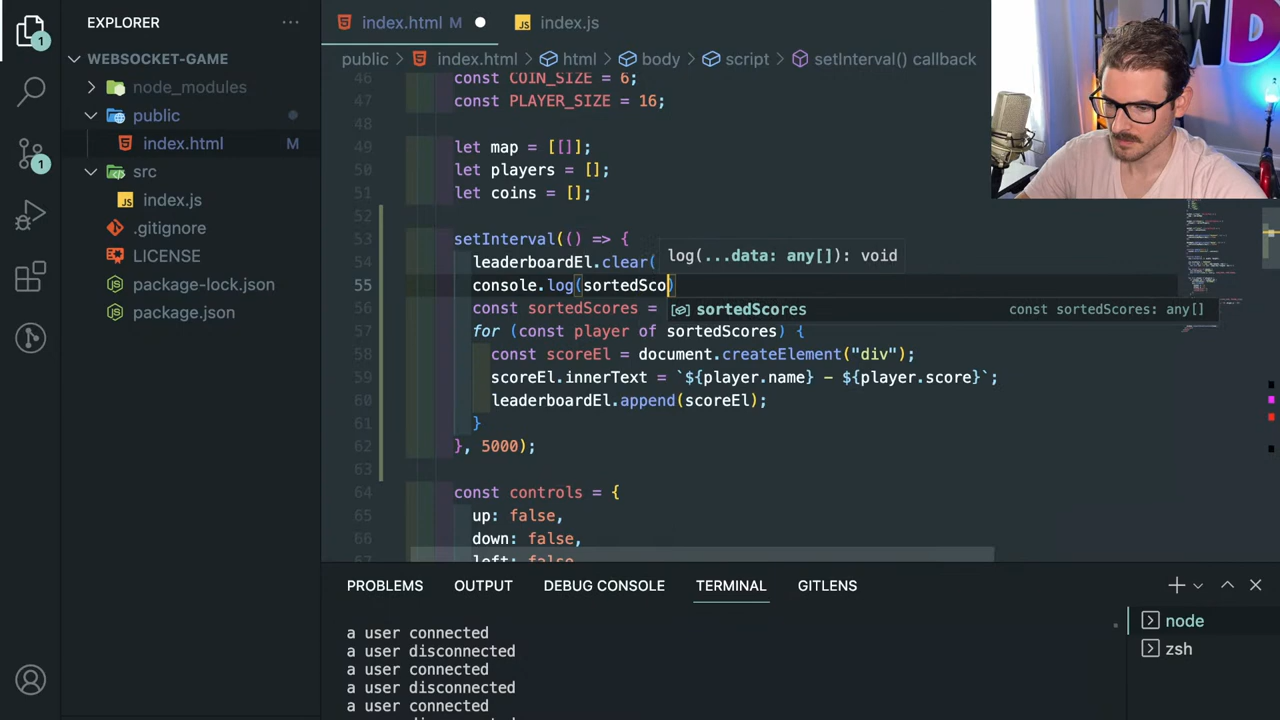 EXPLORER
WEBSOCKET-GAME
node_modules
public
index.html M
src
index.js
.gitignore
LICENSE
package-lock.json
package.json
1
1
index.html M
index.js
public > index.html > html > body > script > setInterval() callback
46 const COIN_SIZE = 6;
47 const PLAYER_SIZE = 16;
48
49 let map = [[]];
50 let players = [];
51 let coins = [];
52
53 setInterval(() => {
54 leaderboardEl.clear(
log(...data: any[]): void
55 console.log(sortedSco)
56 const sortedScores =
sortedScores const sortedScores: any[]
57 for (const player of sortedScores) {
58 const scoreEl = document.createElement("div");
59 scoreEl.innerText = `${player.name} - ${player.score}`;
60 leaderboardEl.append(scoreEl);
61 }
62 }, 5000);
63
64 const controls = {
65 up: false,
66 down: false,
67 left: false
PROBLEMS OUTPUT DEBUG CONSOLE TERMINAL GITLENS
a user connected
a user disconnected
a user connected
a user disconnected
a user connected
node
zsh